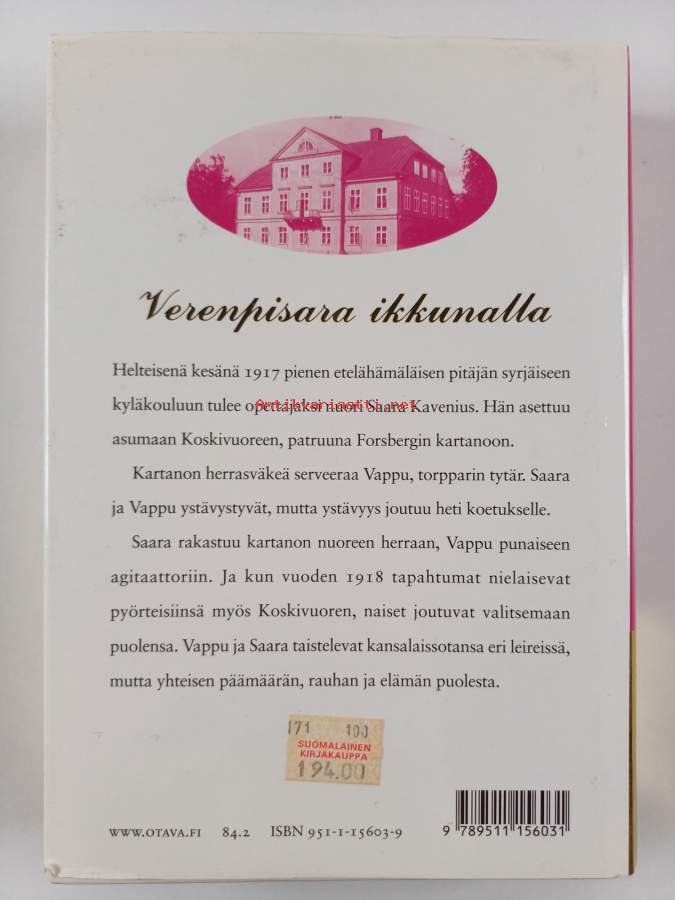 Verenpisara ikkunalla
Helteisenä kesänä 1917 pienen etelähämäläisen pitäjän syrjäiseen
kyläkouluun tulee opettajaksi nuori Saara Kavenius. Hän asettuu
Antikvariaatti.net
asumaan Koskivuoreen, patruuna Forsbergin kartanoon.
Kartanon herrasväkeä serveeraa Vappu, torpparin tytär. Saara
ja Vappu ystävystyvät, mutta ystävyys joutuu heti koetukselle.
Saara rakastuu kartanon nuoreen herraan, Vappu punaiseen
agitaattoriin. Ja kun vuoden 1918 tapahtumat nielaisevat
pyörteisiinsä myös Koskivuoren, naiset joutuvat valitsemaan
puolensa. Vappu ja Saara taistelevat kansalaissotansa eri leireissä,
mutta yhteisen päämäärän, rauhan ja elämän puolesta.
171 100
SUOMALAINEN
KIRJAKAUPPA
194.00
WWW.OTAVA.FI 84.2 ISBN 951-1-15603-9
9 789511 156031